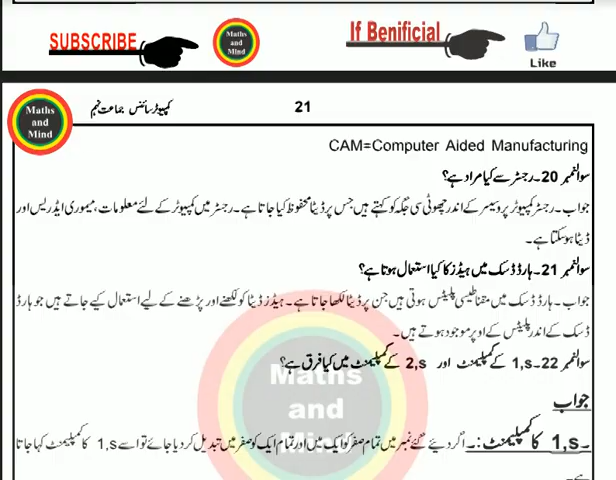 SUBSCRIBE
Maths
and
Mind
If Benificial
Like
Maths
and
Mind
21
کمپیوٹر سائنس جماعت نہم
CAM=Computer Aided Manufacturing
سوالنمبر 20۔ رجسٹر سے کیا مراد ہے؟
جواب۔ رجسٹر کمپیوٹر پروسیسر کے اندر چھوٹی سی جگہ کو کہتے ہیں جس پر ڈیٹا محفوظ کیا جاتا ہے۔ رجسٹر میں کمپیوٹر کے لئے معلومات، میموری ایڈریس اور
ڈیٹا ہو سکتا ہے۔
سوالنمبر 21۔ ہارڈ ڈسک میں ہیڈز کا کیا استعمال ہوتا ہے؟
جواب۔ ہارڈ ڈسک میں مقناطیسی پلیٹس ہوتی ہیں جن پر ڈیٹا لکھا جاتا ہے۔ ہیڈز ڈیٹا کو لکھنے اور پڑھنے کے لیے استعمال کیے جاتے ہیں جو ہارڈ
ڈسک کے اندر پلیٹس کے اوپر موجود ہوتے ہیں۔
سوالنمبر 22۔ 1,s کے کمپلیمنٹ اور 2,s کے کمپلیمنٹ میں کیا فرق ہے؟
Maths
and
Mind
جواب
۔ 1,s کا کمپلیمنٹ:۔ اگر دیئے گئے نمبر میں تمام صفر کو ایک میں اور تمام ایک کو صفر میں تبدیل کر دیا جائے تو اسے 1,s کا کمپلیمنٹ کہا جاتا
ہے۔